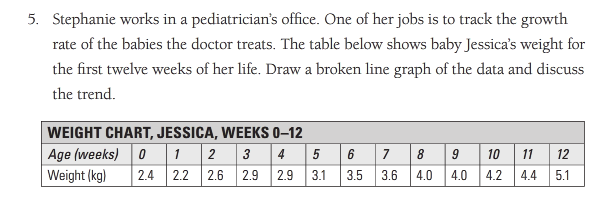 5. Stephanie works in a pediatrician's office. One of her jobs is to track the growth
rate of the babies the doctor treats. The table below shows baby Jessica's weight for
the first twelve weeks of her life. Draw a broken line graph of the data and discuss
the trend.
WEIGHT CHART, JESSICA, WEEKS 0–12
Age (weeks) 0 1 2 3 4 5 6 7 8 9 10 11 12
Weight (kg) 2.4 2.2 2.6 2.9 2.9 3.1 3.5 3.6 4.0 4.0 4.2 4.4 5.1